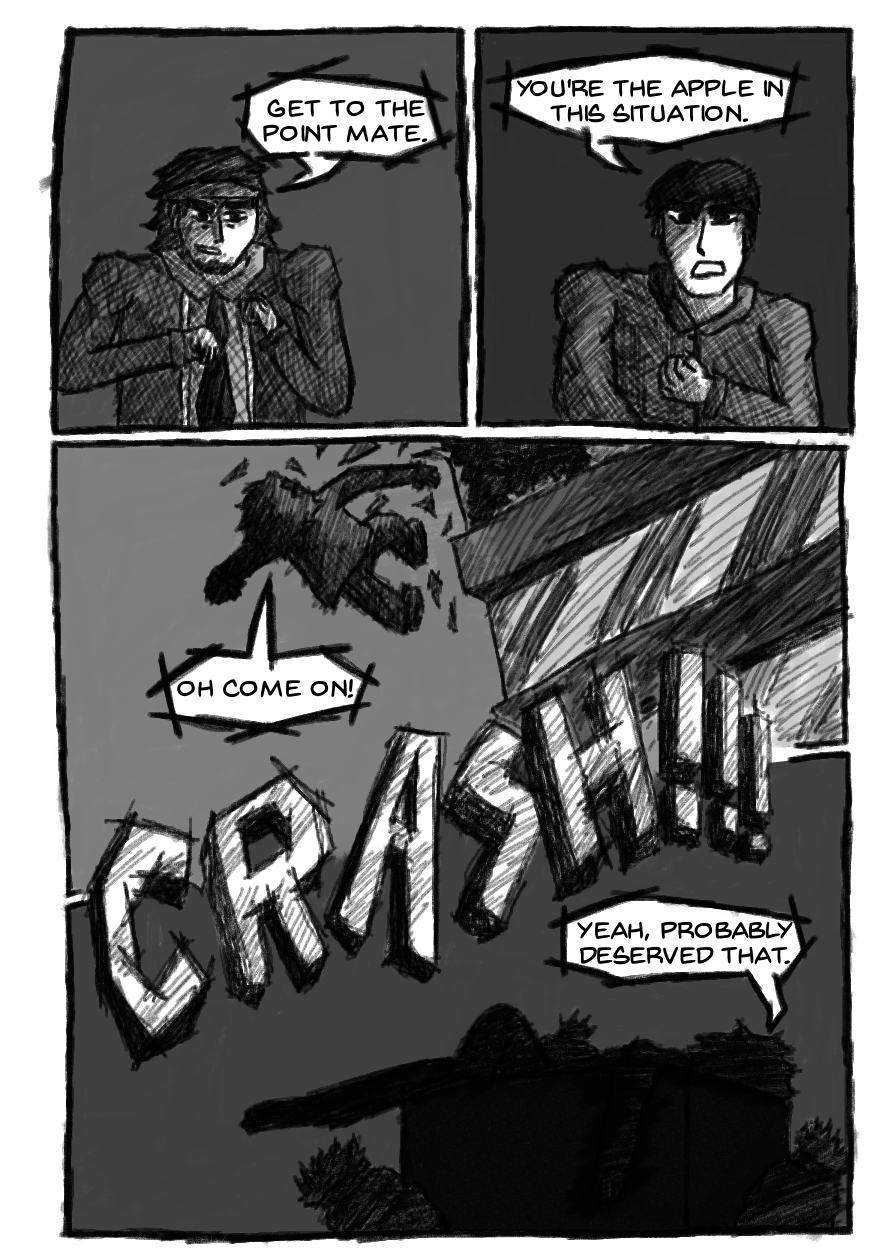 GET TO THE
POINT MATE.
YOU'RE THE APPLE IN
THIS SITUATION.
OH COME ON!
CRASH!!!
YEAH, PROBABLY
DESERVED THAT.